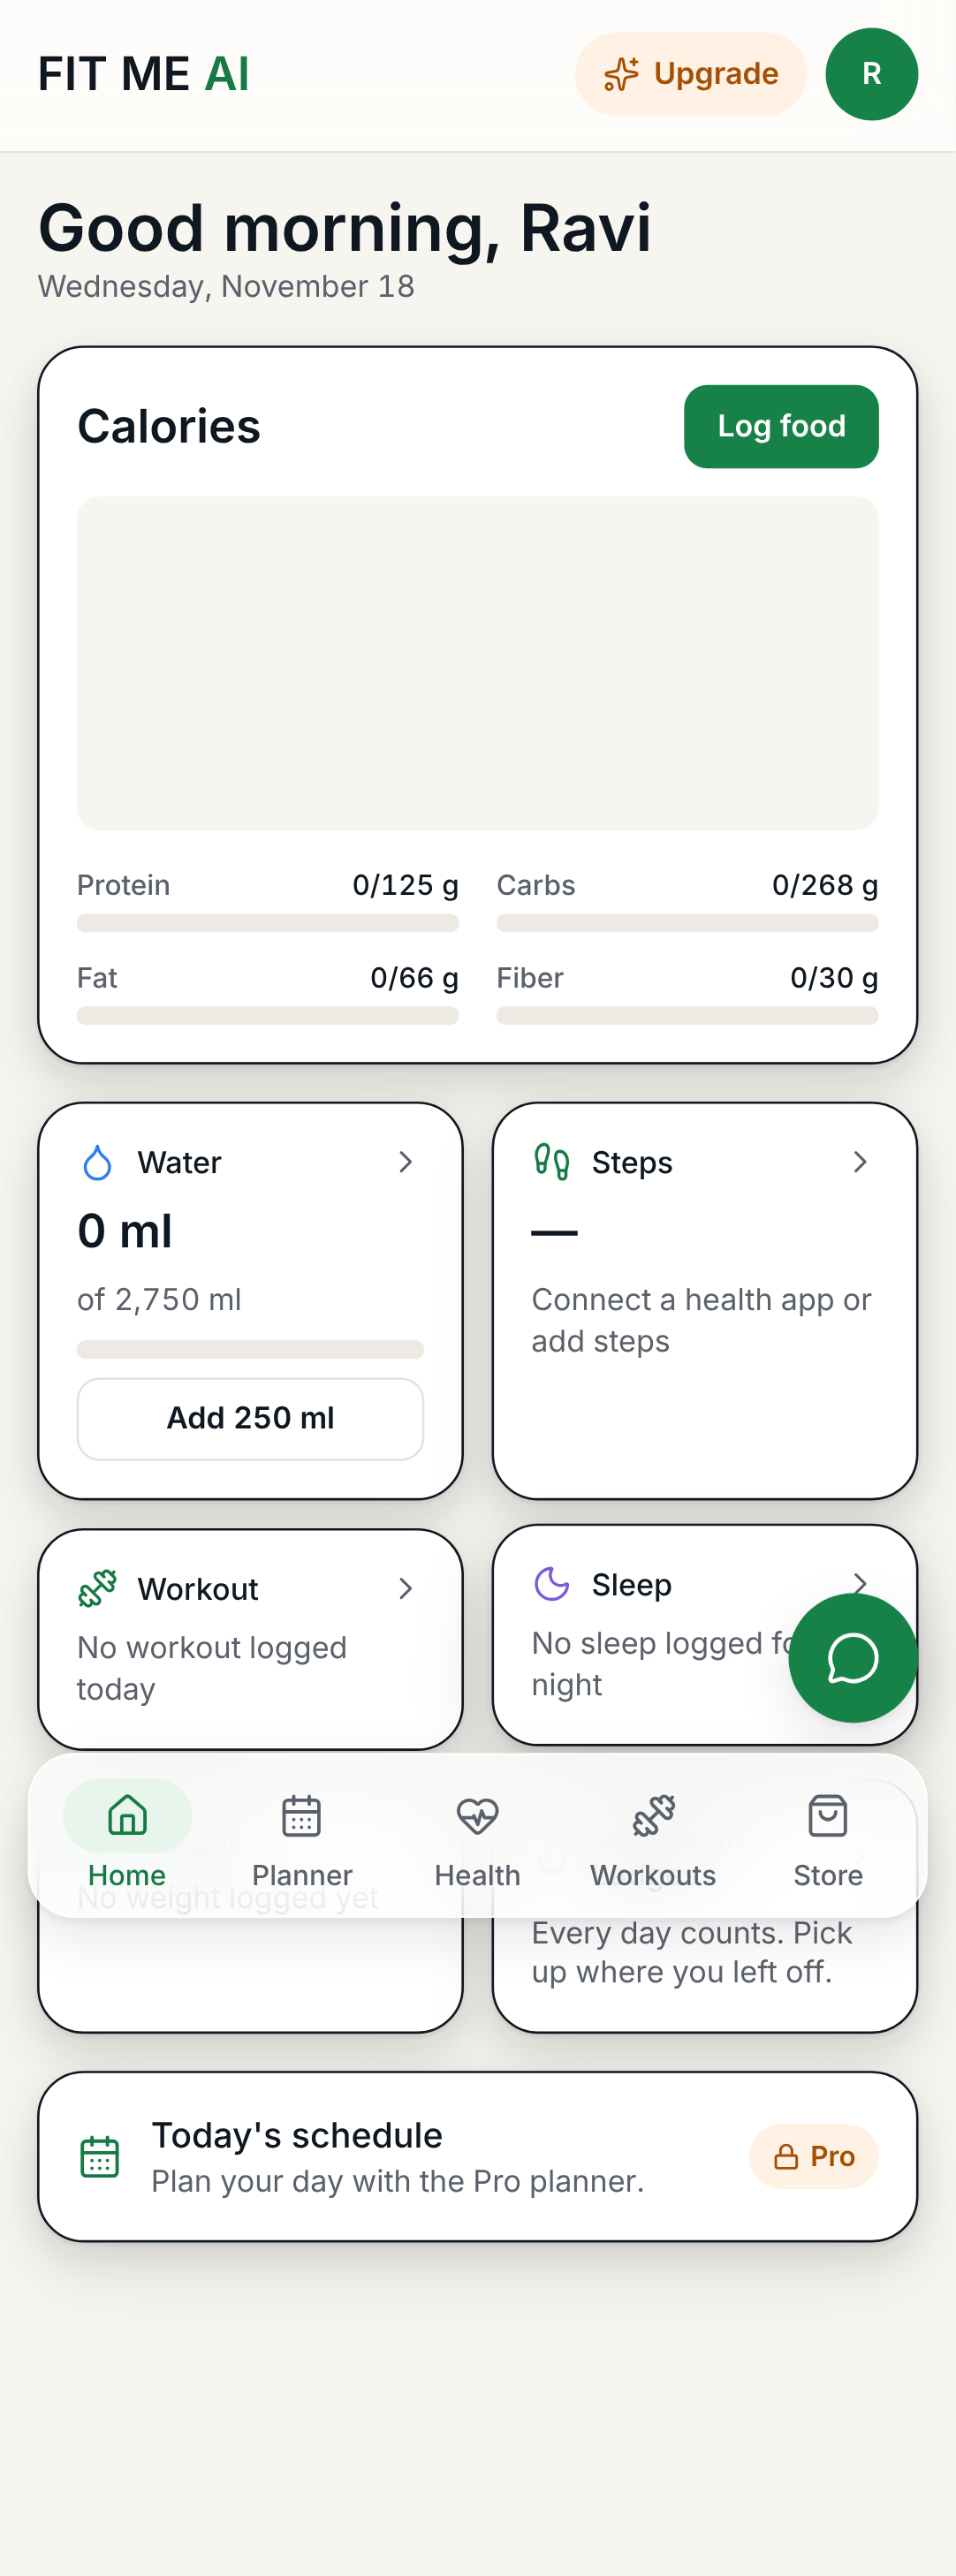 FIT ME AI
Upgrade
R
Good morning, Ravi
Wednesday, November 18
Calories
Log food
Protein 0/125 g
Carbs 0/268 g
Fat 0/66 g
Fiber 0/30 g
Water
0 ml
of 2,750 ml
Add 250 ml
Steps
—
Connect a health app or
add steps
Workout
No workout logged
today
Sleep
No sleep logged
night
Home
Planner
Health
Workouts
Store
No weight logged yet
Every day counts. Pick
up where you left off.
Today's schedule
Plan your day with the Pro planner.
Pro